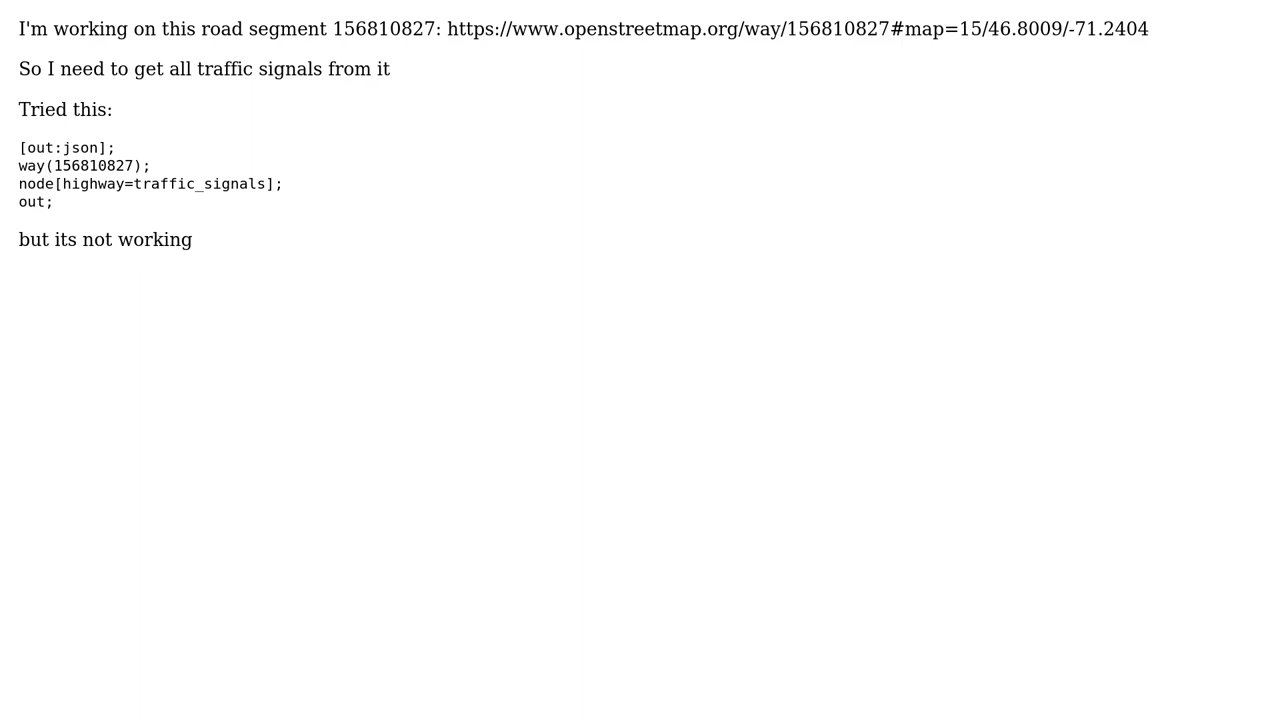 I'm working on this road segment 156810827: https://www.openstreetmap.org/way/156810827#map=15/46.8009/-71.2404
So I need to get all traffic signals from it
Tried this:
[out:json];
way(156810827);
node[highway=traffic_signals];
out;
but its not working